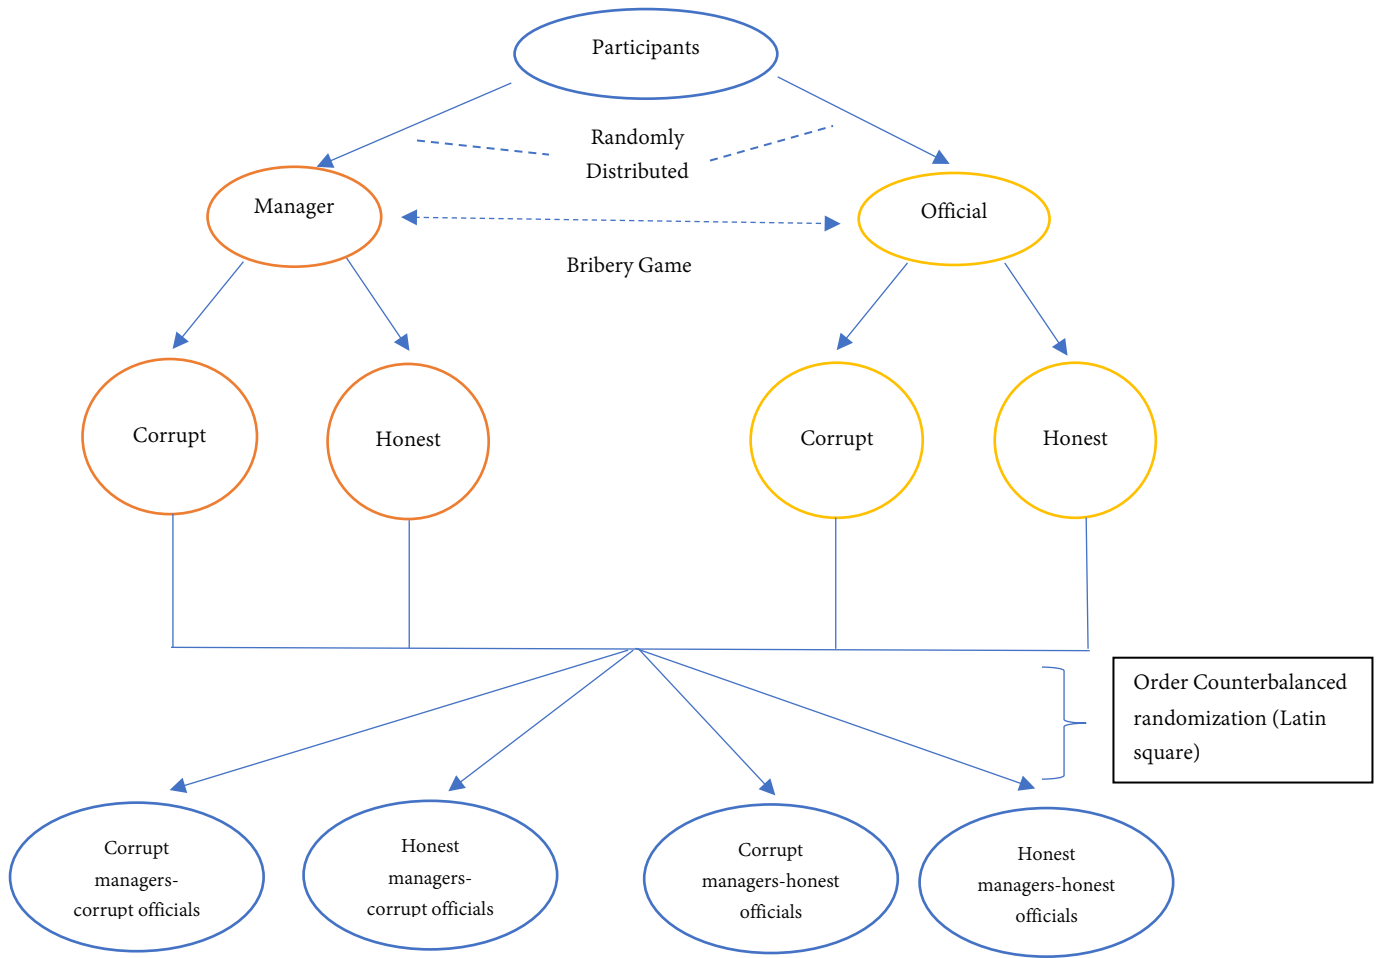 Participants
Randomly
Distributed
Manager
Official
Bribery Game
Corrupt
Honest
Corrupt
Honest
Order Counterbalanced
randomization (Latin
square)
Corrupt
managers-
corrupt officials
Honest
managers-
corrupt officials
Corrupt
managers-honest
officials
Honest
managers-honest
officials